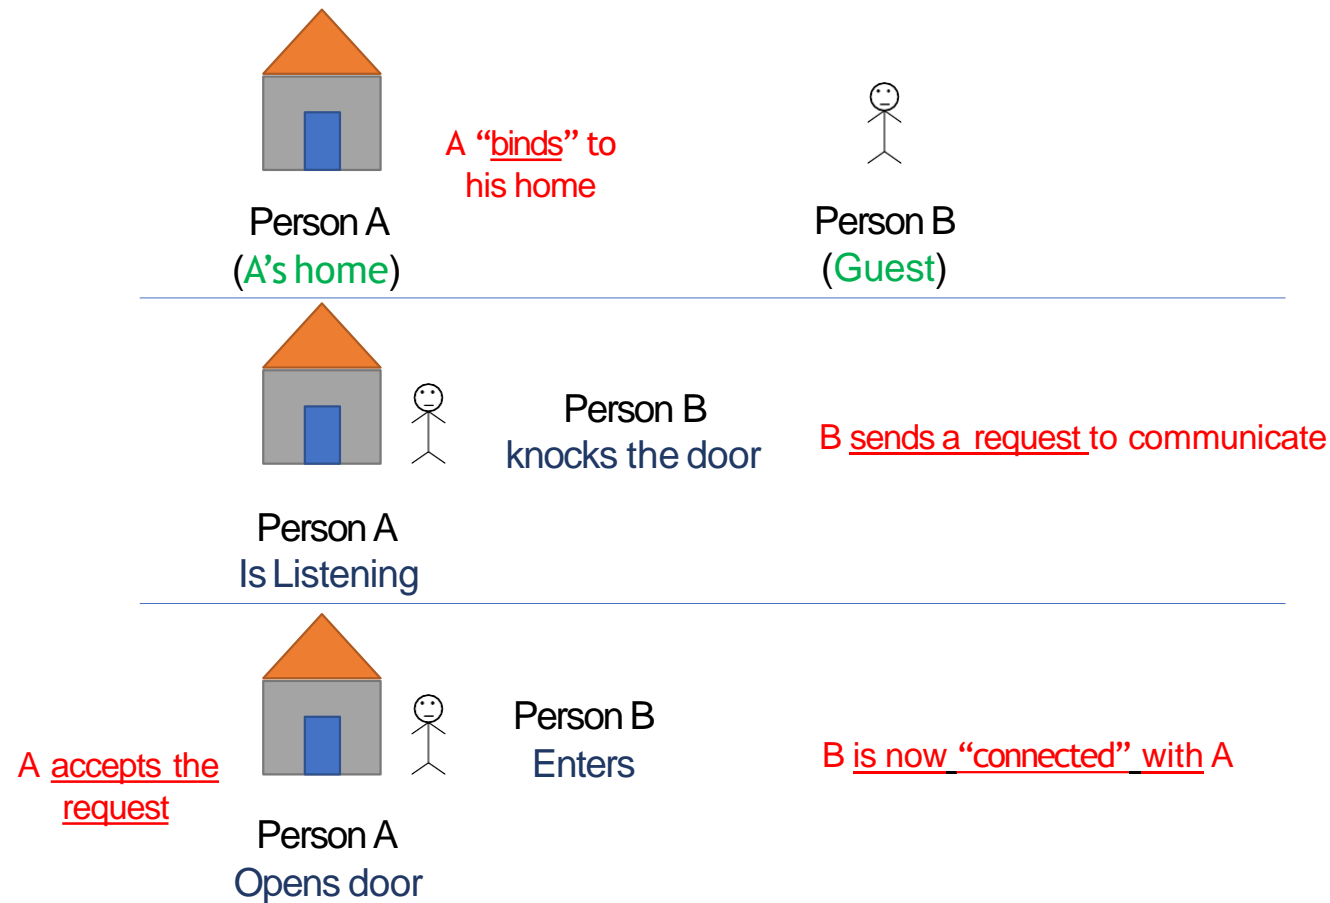 A “binds” to
his home
Person A
(A’s home)
Person B
(Guest)
Person B
knocks the door
B sends a request to communicate
Person A
Is Listening
A accepts the
request
Person B
Enters
B is now “connected” with A
Person A
Opens door